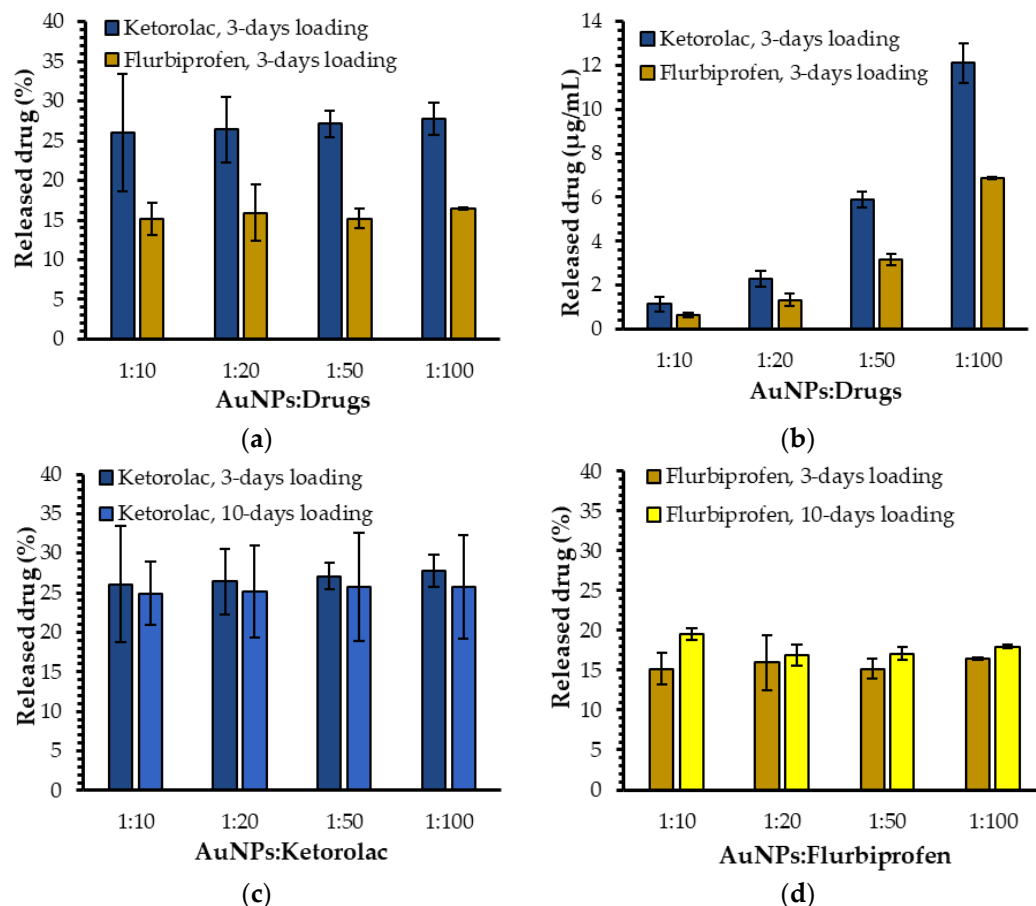 Released drug (%)
40
35
30
25
20
15
10
5
0
Ketorolac, 3-days loading
Flurbiprofen, 3-days loading
1:10 1:20 1:50 1:100
AuNPs:Drugs
(a)
Released drug (µg/mL)
14
12
10
8
6
4
2
0
Ketorolac, 3-days loading
Flurbiprofen, 3-days loading
1:10 1:20 1:50 1:100
AuNPs:Drugs
(b)
Released drug (%)
40
35
30
25
20
15
10
5
0
Ketorolac, 3-days loading
Ketorolac, 10-days loading
1:10 1:20 1:50 1:100
AuNPs:Ketorolac
(c)
Released drug (%)
40
35
30
25
20
15
10
5
0
Flurbiprofen, 3-days loading
Flurbiprofen, 10-days loading
1:10 1:20 1:50 1:100
AuNPs:Flurbiprofen
(d)